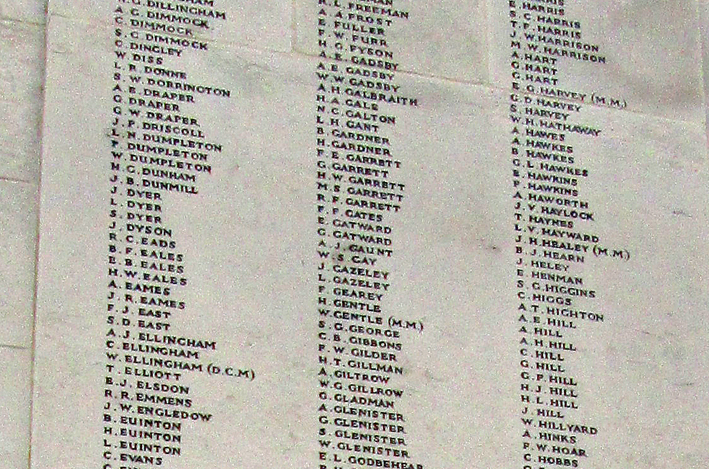 F. G. DILLINGHAM
A. G. DIMMOCK
C. DIMMOCK
S. C. DIMMOCK
C. DINGLEY
W. DISS
L. R. DONNE
S. W. DORRINGTON
A. E. DRAPER
G. DRAPER
G. W. DRAPER
J. P. DRISCOLL
L. N. DUMPLETON
P. DUMPLETON
W. DUMPLETON
H. G. DUNHAM
J. B. DUNMILL
J. DYER
L. DYER
S. DYER
J. DYSON
R. C. EADS
B. F. EALES
E. B. EALES
H. W. EALES
A. EAMES
J. R. EAMES
F. J. EAST
S. D. EAST
A. J. ELLINGHAM
C. ELLINGHAM
W. ELLINGHAM (D.C.M)
T. ELLIOTT
E. J. ELSDON
R. R. EMMENS
J. W. ENGLEDOW
B. EUINTON
H. EUINTON
L. EUINTON
C. EVANS
R. L. FREEMAN
A. A. FROST
E. FULLER
F. W. FURR
H. G. FYSON
A. E. GADSBY
A. E. GADSBY
W. W. GADSBY
A. H. GALBRAITH
H. A. GALE
N. C. GALTON
L. H. GANT
B. GARDNER
H. GARDNER
F. E. GARRETT
G. GARRETT
H. W. GARRETT
M. S. GARRETT
R. F. GARRETT
F. F. GATES
E. GATWARD
G. GATWARD
A. J. GAUNT
W. S. GAY
J. GAZELEY
L. GAZELEY
F. GEAREY
H. GENTLE
W. GENTLE (M.M.)
S. G. GEORGE
C. B. GIBBONS
F. W. GILDER
H. T. GILLMAN
A. GILTROW
W. G. GILLROW
G. GLADMAN
A. GLENISTER
G. GLENISTER
S. GLENISTER
W. GLENISTER
E. L. GODBEHEAR
E. HARRIS
S. C. HARRIS
T. F. HARRIS
J. W. HARRISON
M. W. HARRISON
A. HART
G. HART
G. HART
E. G. HARVEY (M.M.)
G. D. HARVEY
S. HARVEY
W. H. HATHAWAY
A. HAWES
A. HAWKES
B. HAWKES
G. L. HAWKES
E. HAWKINS
F. HAWKINS
A. HAWORTH
J. V. HAYLOCK
T. HAYNES
L. V. HAYWARD
J. H. HEALEY (M.M.)
B. J. HEARN
J. HELEY
E. HENMAN
S. G. HIGGINS
C. HIGGS
A. T. HIGHTON
A. E. HILL
A. HILL
A. H. HILL
C. HILL
G. HILL
G. F. HILL
H. J. HILL
H. L. HILL
J. HILL
W. HILLYARD
A. HINKS
F. W. HOAR
C. HOBBS